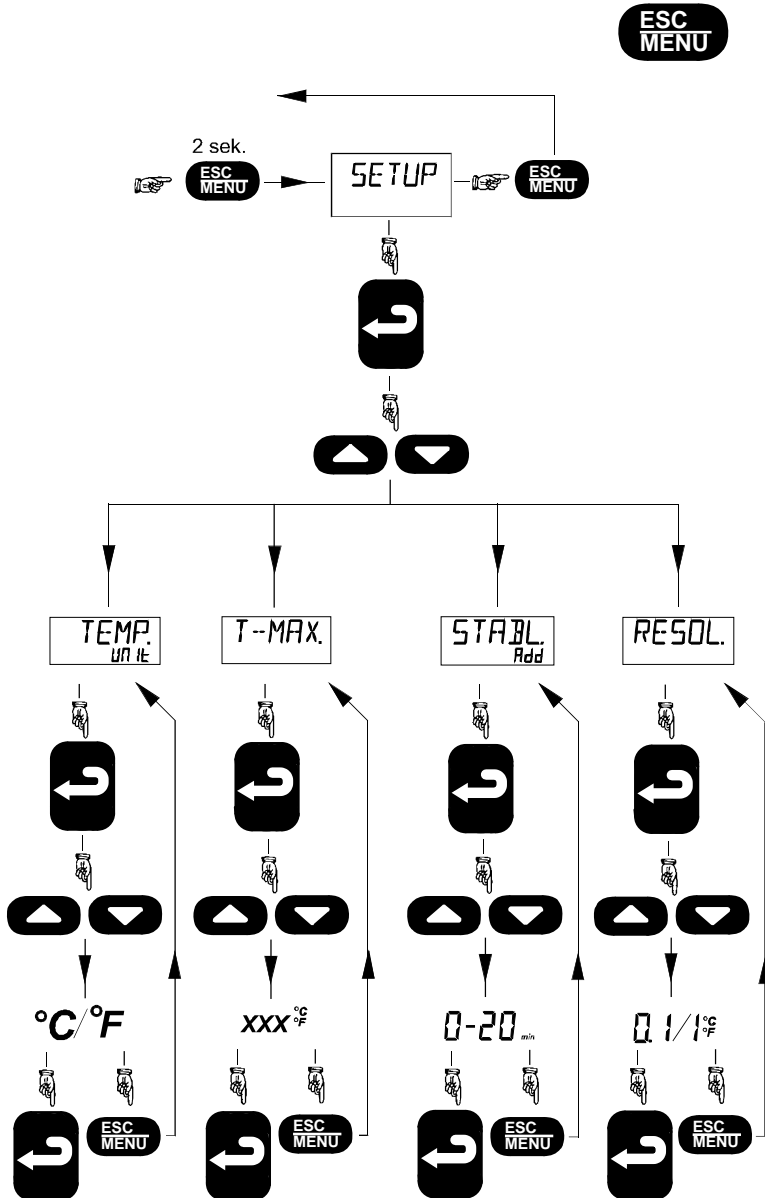 ESC
MENU
2 sek.
ESC
MENU
SETUP
ESC
MENU
TEMP.
unit
T--MAX.
STABL.
Add
RESOL.
°C/°F
XXX °C
°F
0-20 min
0.1/1 °C
°F
ESC
MENU
ESC
MENU
ESC
MENU
ESC
MENU